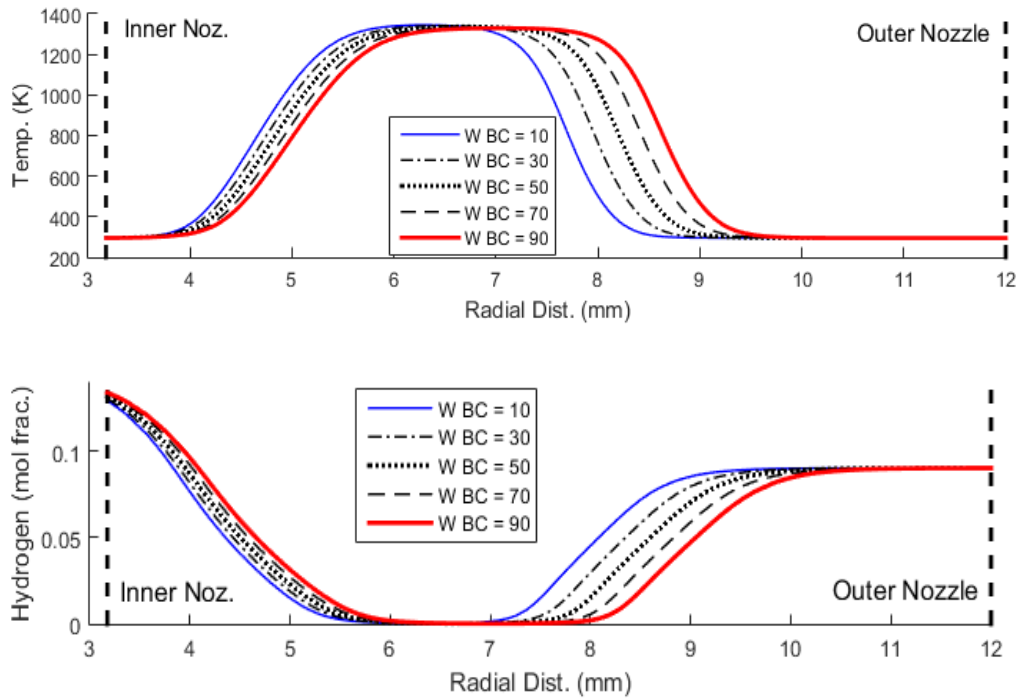 1400
1200
1000
800
600
400
200
Temp. (K)
Inner Noz.
Outer Nozzle
W BC = 10
W BC = 30
W BC = 50
W BC = 70
W BC = 90
3 4 5 6 7 8 9 10 11 12
Radial Dist. (mm)
0.1
0.05
0
Hydrogen (mol frac.)
W BC = 10
W BC = 30
W BC = 50
W BC = 70
W BC = 90
Inner Noz.
Outer Nozzle
3 4 5 6 7 8 9 10 11 12
Radial Dist. (mm)